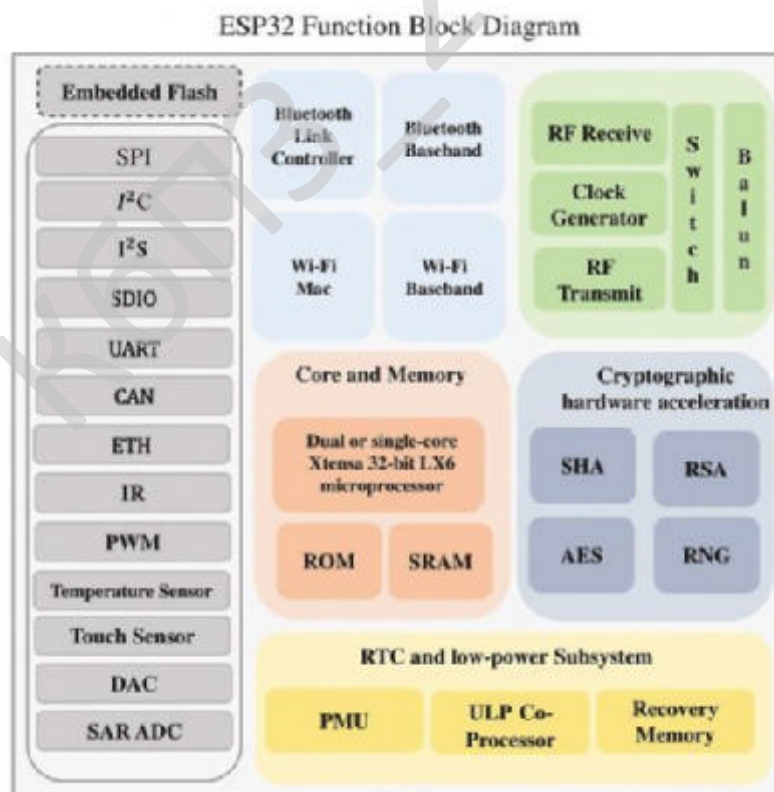 ESP32 Function Block Diagram
Embedded Flash
SPI
I²C
I²S
SDIO
UART
CAN
ETH
IR
PWM
Temperature Sensor
Touch Sensor
DAC
SAR ADC
Bluetooth
Link
Controller
Bluetooth
Baseband
Wi-Fi
Mac
Wi-Fi
Baseband
RF Receive
Clock
Generator
RF
Transmit
Switch
Balun
Core and Memory
Dual or single-core
Xtensa 32-bit LX6
microprocessor
ROM
SRAM
Cryptographic
hardware acceleration
SHA
RSA
AES
RNG
RTC and low-power Subsystem
PMU
ULP Co-
Processor
Recovery
Memory